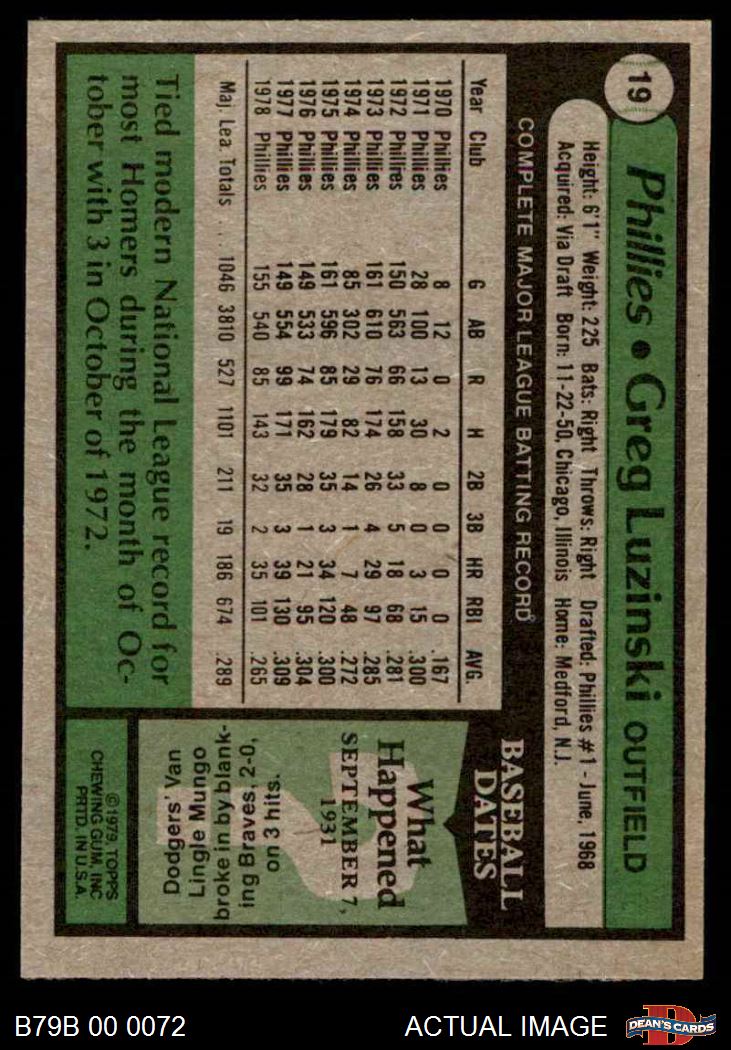 19
Phillies • Greg Luzinski OUTFIELD
Height: 6'1" Weight: 225 Bats: Right Throws: Right Drafted: Phillies #1 - June, 1968
Acquired: Via Draft Born: 11-22-50, Chicago, Illinois Home: Medford, N.J.
COMPLETE MAJOR LEAGUE BATTING RECORD
Year Club G AB R H 2B 3B HR RBI AVG.
1970 Phillies 8 12 0 2 0 0 0 0 .167
1971 Phillies 28 100 13 30 8 0 3 15 .300
1972 Phillies 150 563 66 158 33 5 18 68 .281
1973 Phillies 161 610 76 174 26 4 29 97 .285
1974 Phillies 85 302 29 82 14 1 7 48 .272
1975 Phillies 161 596 85 179 35 3 34 120 .300
1976 Phillies 149 533 74 162 28 1 21 95 .304
1977 Phillies 149 554 99 171 35 3 39 130 .309
1978 Phillies 155 540 85 143 32 2 35 101 .265
Maj. Lea. Totals . . . 1046 3810 527 1101 211 19 186 674 .289
Tied modern National League record for
most Homers during the month of Oc-
tober with 3 in October of 1972.
BASEBALL
DATES
What
Happened
SEPTEMBER 7,
1931
Dodgers' Van
Lingle Mungo
broke in by blank-
ing Braves, 2-0,
on 3 hits.
©1979, TOPPS
CHEWING GUM, INC
PRTD. IN U.S.A.
B79B 00 0072
ACTUAL IMAGE
D
DEAN'S CARDS